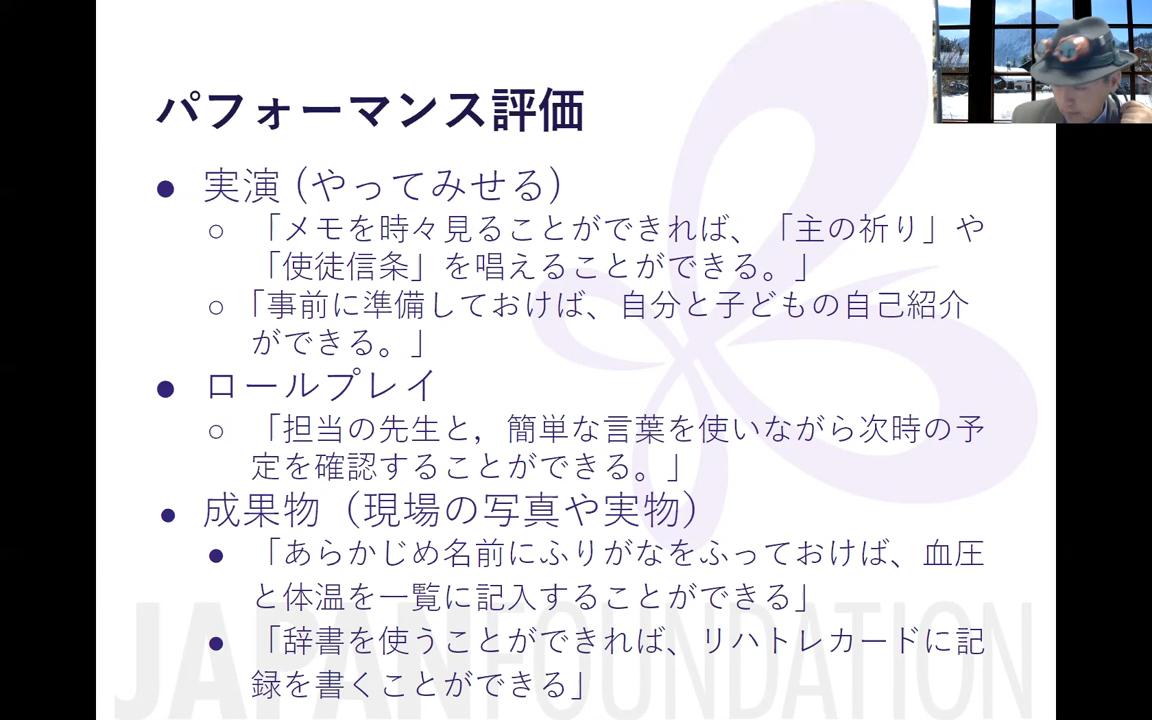 パフォーマンス評価
● 実演 (やってみせる)
○ 「メモを時々見ることができれば、「主の祈り」や
「使徒信条」を唱えることができる。」
○ 「事前に準備しておけば、自分と子どもの自己紹介
ができる。」
● ロールプレイ
○ 「担当の先生と，簡単な言葉を使いながら次時の予
定を確認することができる。」
● 成果物（現場の写真や実物）
● 「あらかじめ名前にふりがなをふっておけば、血圧
と体温を一覧に記入することができる」
● 「辞書を使うことができれば、リハトレカードに記
録を書くことができる」
JAPANFOUNDATION